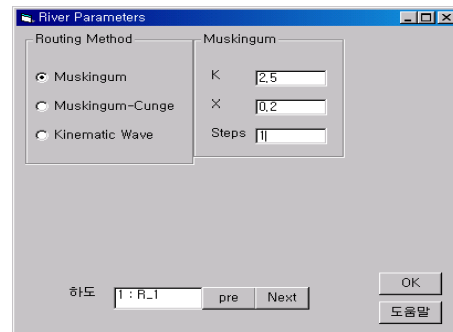 River Parameters
Routing Method
Muskingum
Muskingum-Cunge
Kinematic Wave
Muskingum
K 2,5
X 0,2
Steps 1
하도 1 : R_1 pre Next
OK
도움말